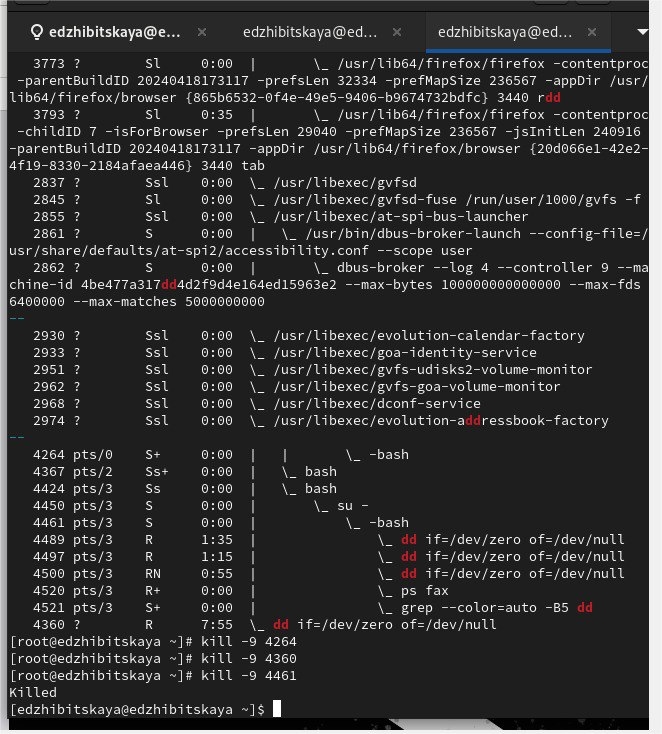 edzhibitskaya@e... × edzhibitskaya@ed... × edzhibitskaya@ed... ×
3773 ? Sl 0:00 | \_ /usr/lib64/firefox/firefox -contentproc
-parentBuildID 20240418173117 -prefsLen 32334 -prefMapSize 236567 -appDir /usr/
lib64/firefox/browser {865b6532-0f4e-49e5-9406-b9674732bdfc} 3440 rdd
3793 ? Sl 0:35 | \_ /usr/lib64/firefox/firefox -contentproc
-childID 7 -isForBrowser -prefsLen 29040 -prefMapSize 236567 -jsInitLen 240916
-parentBuildID 20240418173117 -appDir /usr/lib64/firefox/browser {20d066e1-42e2-
4f19-8330-2184afaea446} 3440 tab
2837 ? Ssl 0:00 \_ /usr/libexec/gvfsd
2845 ? Sl 0:00 \_ /usr/libexec/gvfsd-fuse /run/user/1000/gvfs -f
2855 ? Ssl 0:00 \_ /usr/libexec/at-spi-bus-launcher
2861 ? S 0:00 | \_ /usr/bin/dbus-broker-launch --config-file=/
usr/share/defaults/at-spi2/accessibility.conf --scope user
2862 ? S 0:00 | \_ dbus-broker --log 4 --controller 9 --ma
chine-id 4be477a317dd4d2f9d4e164ed15963e2 --max-bytes 100000000000000 --max-fds
6400000 --max-matches 5000000000
--
2930 ? Ssl 0:00 \_ /usr/libexec/evolution-calendar-factory
2933 ? Ssl 0:00 \_ /usr/libexec/goa-identity-service
2951 ? Ssl 0:00 \_ /usr/libexec/gvfs-udisks2-volume-monitor
2962 ? Ssl 0:00 \_ /usr/libexec/gvfs-goa-volume-monitor
2968 ? Ssl 0:00 \_ /usr/libexec/dconf-service
2974 ? Ssl 0:00 \_ /usr/libexec/evolution-addressbook-factory
--
4264 pts/0 S+ 0:00 | | \_ -bash
4367 pts/2 Ss+ 0:00 | \_ bash
4424 pts/3 Ss 0:00 | \_ bash
4450 pts/3 S 0:00 | \_ su -
4461 pts/3 S 0:00 | \_ -bash
4489 pts/3 R 1:35 | \_ dd if=/dev/zero of=/dev/null
4497 pts/3 R 1:15 | \_ dd if=/dev/zero of=/dev/null
4500 pts/3 RN 0:55 | \_ dd if=/dev/zero of=/dev/null
4520 pts/3 R+ 0:00 | \_ ps fax
4521 pts/3 S+ 0:00 | \_ grep --color=auto -B5 dd
4360 ? R 7:55 \_ dd if=/dev/zero of=/dev/null
[root@edzhibitskaya ~]# kill -9 4264
[root@edzhibitskaya ~]# kill -9 4360
[root@edzhibitskaya ~]# kill -9 4461
Killed
[edzhibitskaya@edzhibitskaya ~]$